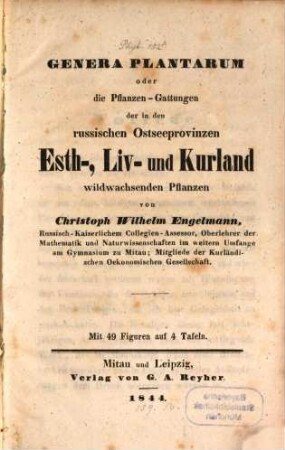 GENERA PLANTARUM
oder
die Pflanzen-Gattungen
der in den
russischen Ostseeprovinzen
Esth-, Liv- und Kurland
wildwachsenden Pflanzen
von
Christoph Wilhelm Engelmann,
Russisch-Kaiserlichem Collegien-Assessor, Oberlehrer der
Mathematik und Naturwissenschaften im weitern Umfange
am Gymnasium zu Mitau; Mitgliede der Kurländi-
schen Oekonomischen Gesellschaft.
Mit 49 Figuren auf 4 Tafeln.
Mitau und Leipzig,
Verlag von G. A. Reyher.
1844.